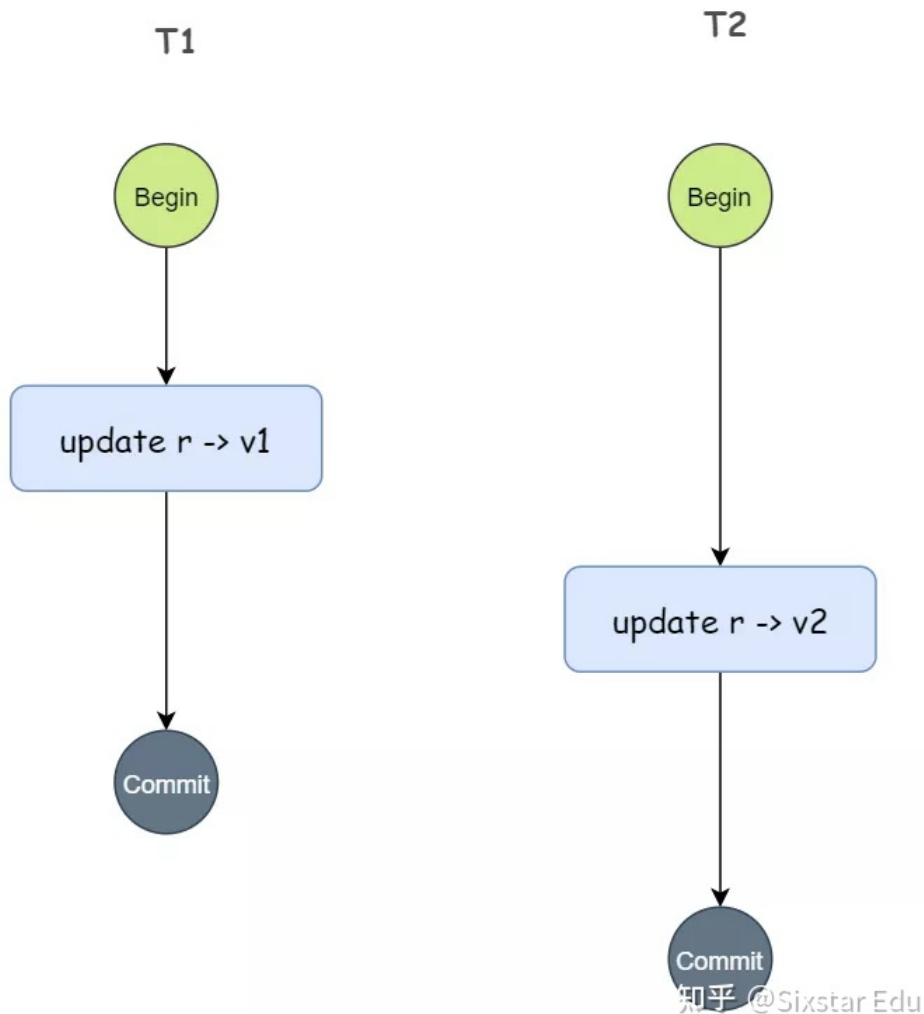 T1
T2
Begin
Begin
update r -> v1
update r -> v2
Commit
Commit
知乎 @Sixstar Edu